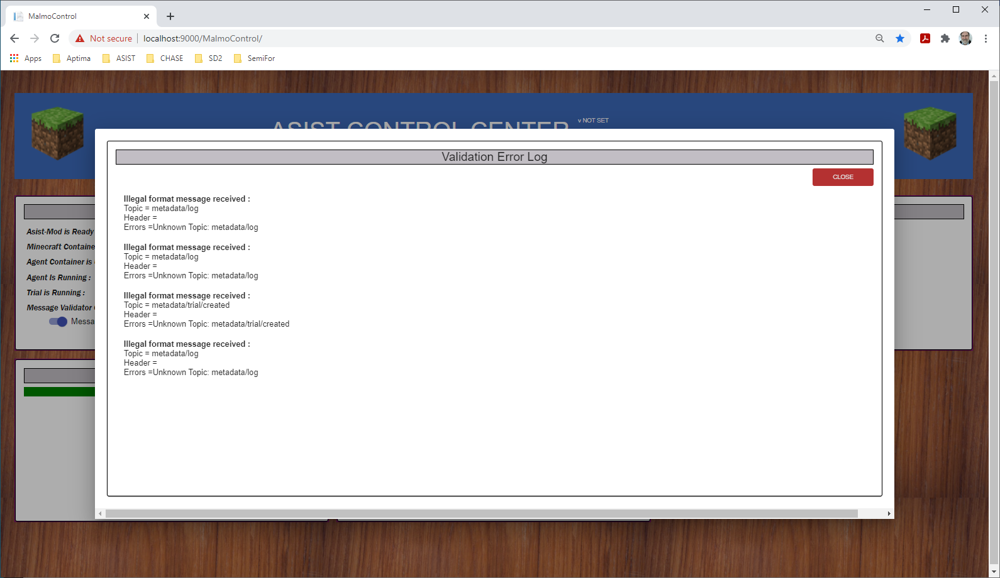 MalmoControl
Not secure
localhost:9000/MalmoControl/
Apps
Aptima
ASIST
CHASE
SD2
SemiFor
ASIST CONTROL CENTER
v NOT SET
Validation Error Log
CLOSE
Illegal format message received :
Topic = metadata/log
Header =
Errors =Unknown Topic: metadata/log
Illegal format message received :
Topic = metadata/log
Header =
Errors =Unknown Topic: metadata/log
Illegal format message received :
Topic = metadata/trial/created
Header =
Errors =Unknown Topic: metadata/trial/created
Illegal format message received :
Topic = metadata/log
Header =
Errors =Unknown Topic: metadata/log
Asist-Mod is Ready
Minecraft Containe
Agent Container is
Agent Is Running :
Trial is Running :
Message Validator
Messa